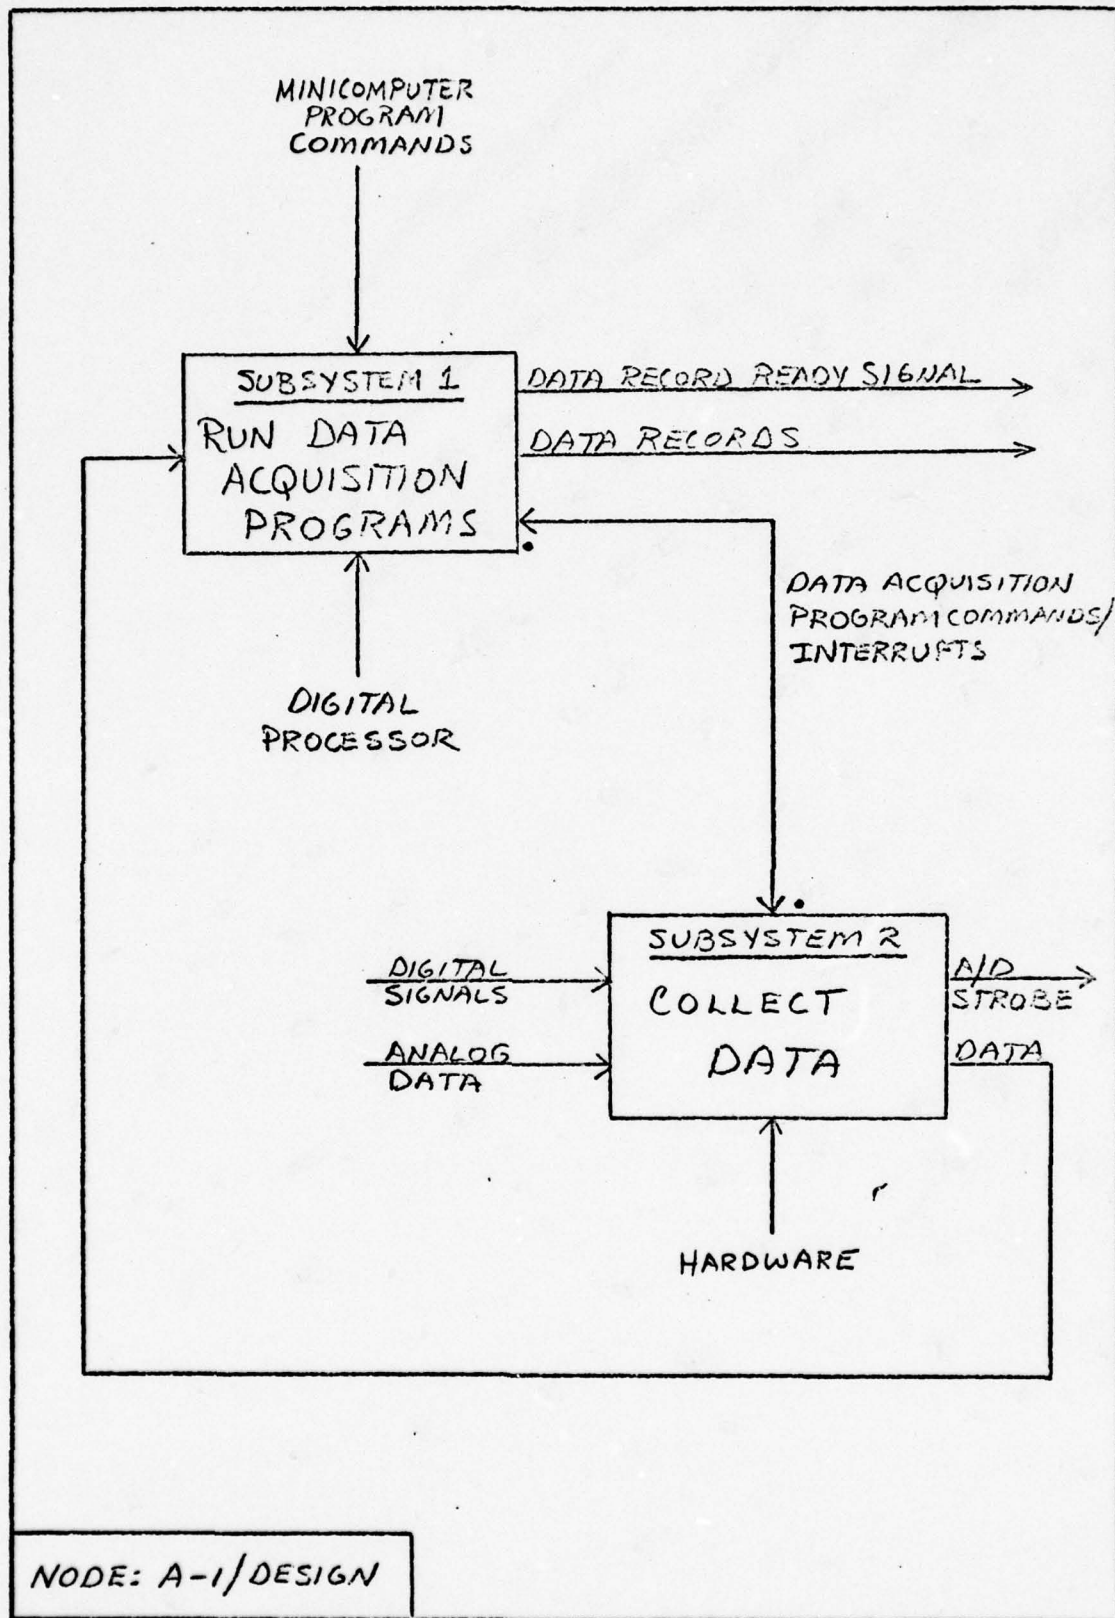 MINICOMPUTER
PROGRAM
COMMANDS
SUBSYSTEM 1
RUN DATA
ACQUISITION
PROGRAMS
DATA RECORD READY SIGNAL
DATA RECORDS
DATA ACQUISITION
PROGRAM COMMANDS/
INTERRUPTS
DIGITAL
PROCESSOR
SUBSYSTEM 2
COLLECT
DATA
DIGITAL
SIGNALS
ANALOG
DATA
A/D
STROBE
DATA
HARDWARE
NODE: A-1/DESIGN